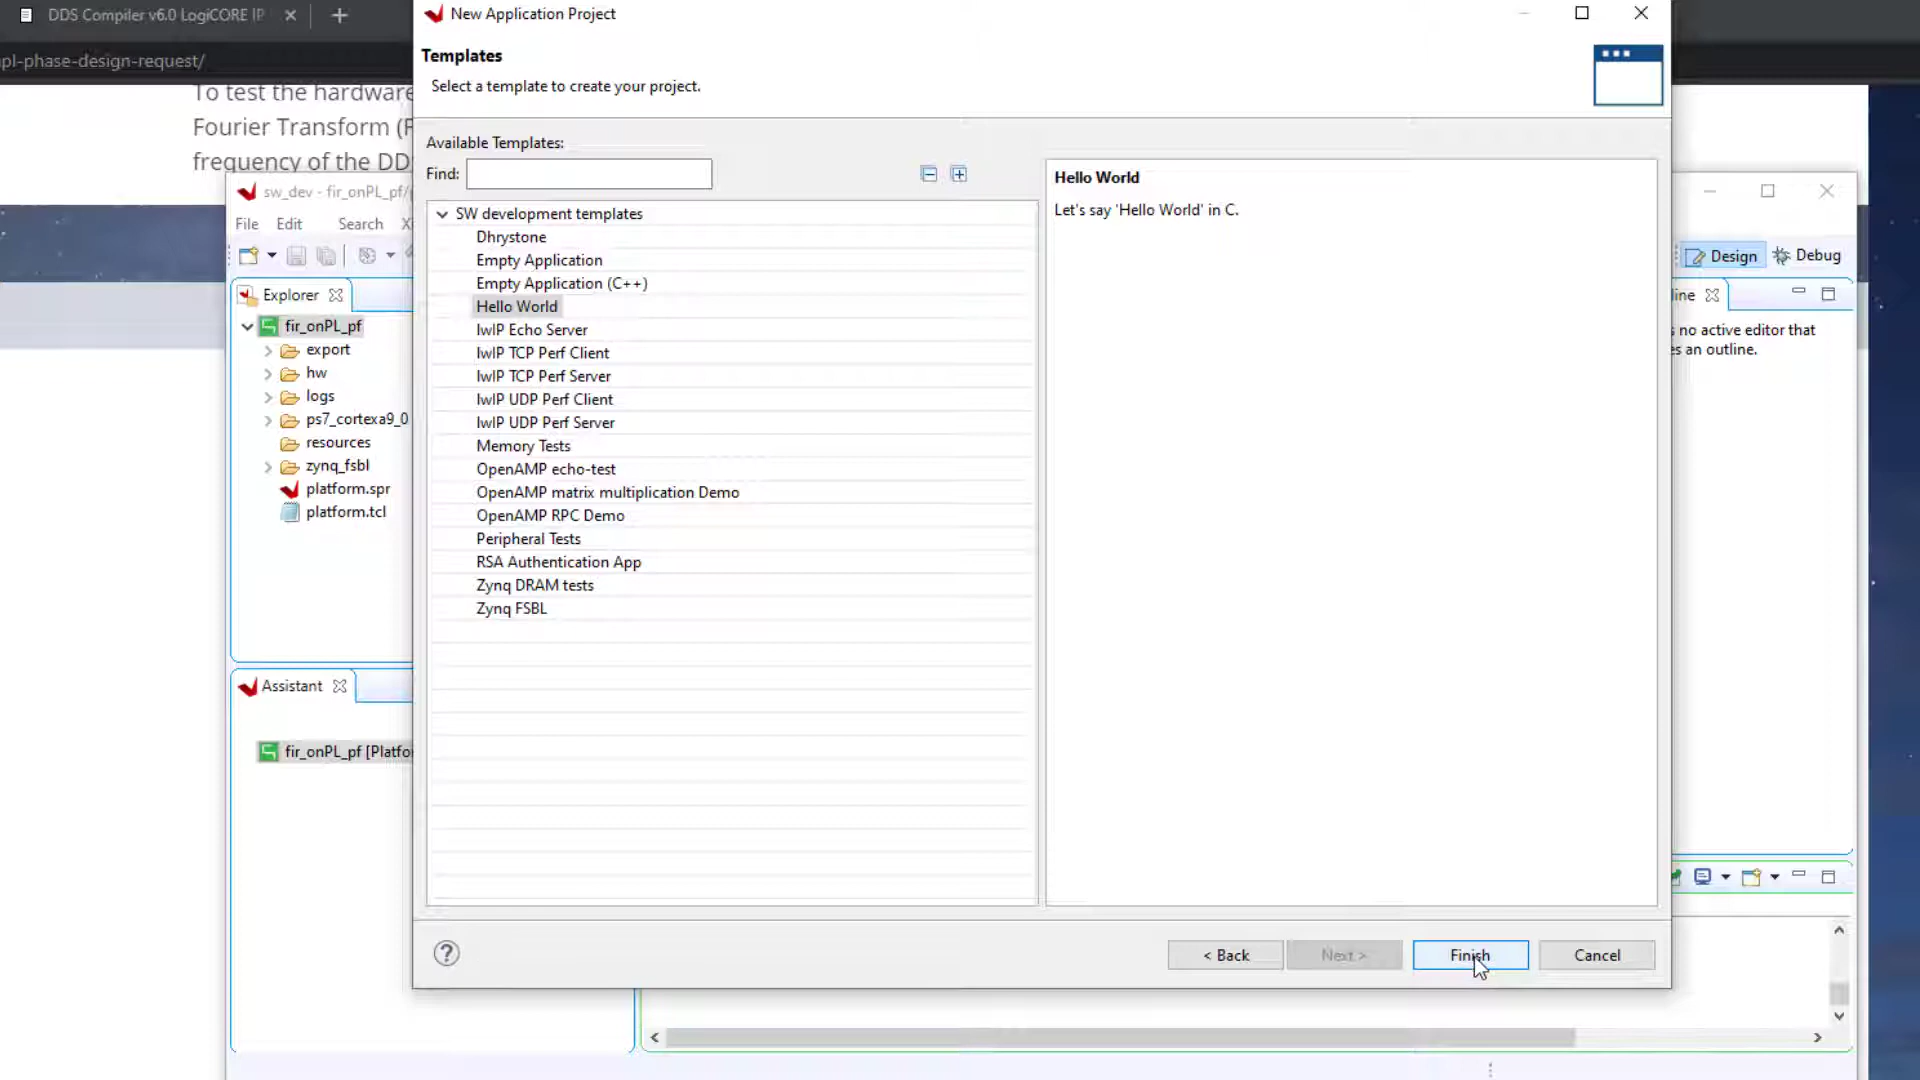 DDS Compiler v6.0 LogiCORE IP
pl-phase-design-request/
To test the hardware
Fourier Transform (F
frequency of the DD
New Application Project
Templates
Select a template to create your project.
Available Templates:
Find:
SW development templates
Dhrystone
Empty Application
Empty Application (C++)
Hello World
lwIP Echo Server
lwIP TCP Perf Client
lwIP TCP Perf Server
lwIP UDP Perf Client
lwIP UDP Perf Server
Memory Tests
OpenAMP echo-test
OpenAMP matrix multiplication Demo
OpenAMP RPC Demo
Peripheral Tests
RSA Authentication App
Zynq DRAM tests
Zynq FSBL
Hello World
Let's say 'Hello World' in C.
< Back
Next >
Finish
Cancel
sw_dev - fir_onPL_pf/
File Edit Search X
Explorer
fir_onPL_pf
export
hw
logs
ps7_cortexa9_0
resources
zynq_fsbl
platform.spr
platform.tcl
Assistant
fir_onPL_pf [Platfo
Design
Debug
line
s no active editor that
es an outline.